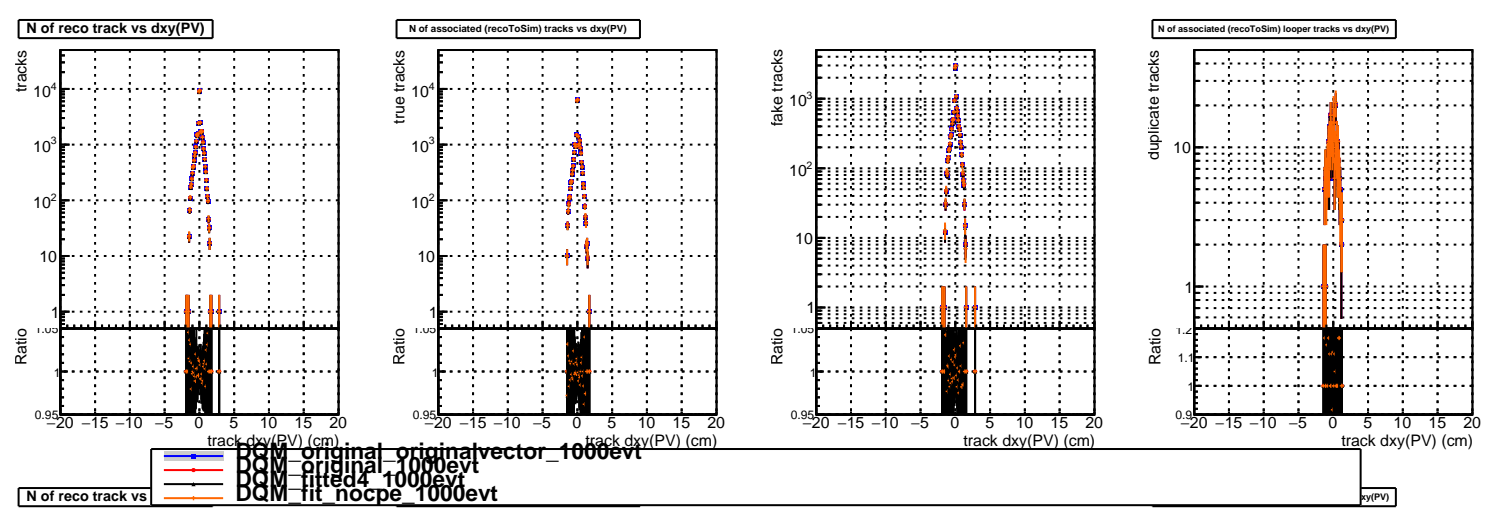 N of reco track vs dxy(PV)
N of associated (recoToSim) tracks vs dxy(PV)
N of associated (recoToSim) looper tracks vs dxy(PV)
tracks
10⁴
10³
10²
10
1
true tracks
10⁴
10³
10²
10
1
fake tracks
10³
10²
10
1
duplicate tracks
10
1
Ratio
1.05
1
0.95
Ratio
1.05
1
0.95
Ratio
1.05
1
0.95
Ratio
1.2
1.1
1
0.9
−20 −15 −10 −5 0 5 10 15 20
−20 −15 −10 −5 0 5 10 15 20
−20 −15 −10 −5 0 5 10 15 20
−20 −15 −10 −5 0 5 10 15 20
track dxy(PV) (cm)
track dxy(PV) (cm)
track dxy(PV) (cm)
track dxy(PV) (cm)
DQM_original_originalvector_1000evt
DQM_original_1000evt
DQM_fitted4_1000evt
DQM_fit_nocpe_1000evt
N of reco track vs
xy(PV)